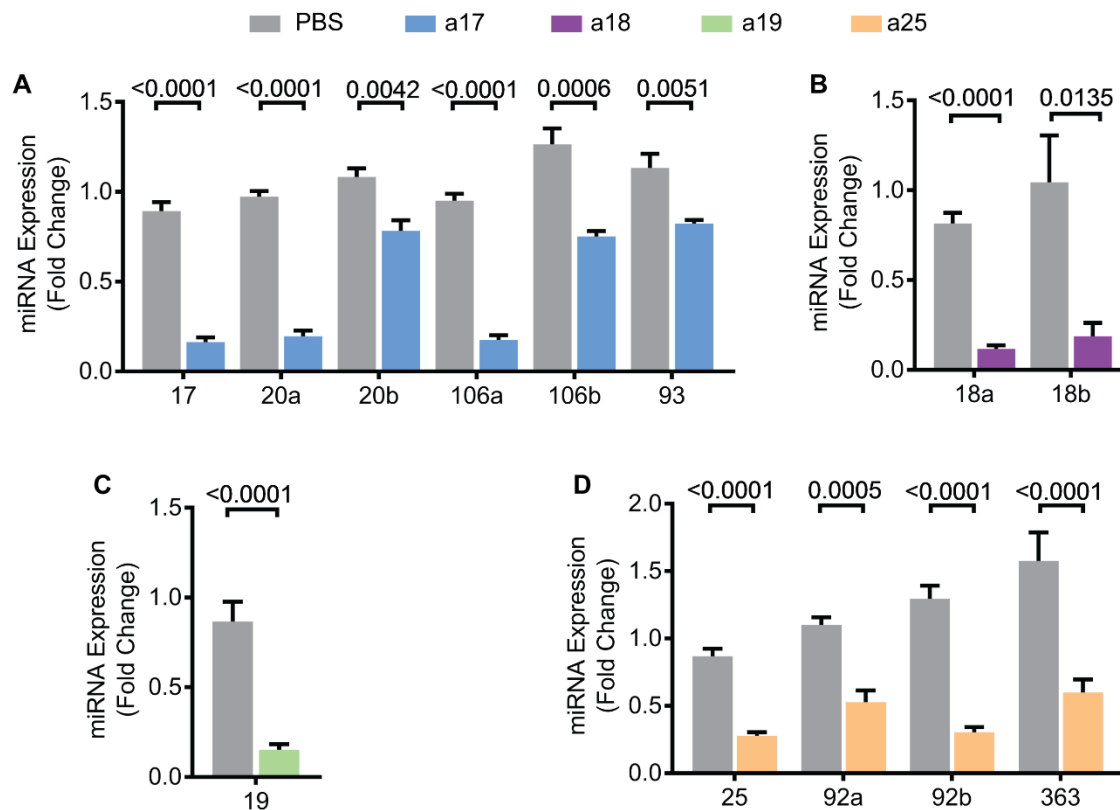 PBS a17 a18 a19 a25
A
<0.0001 <0.0001 0.0042 <0.0001 0.0006 0.0051
miRNA Expression
(Fold Change)
1.5
1.0
0.5
0.0
17 20a 20b 106a 106b 93
B
<0.0001 0.0135
miRNA Expression
(Fold Change)
1.5
1.0
0.5
0.0
18a 18b
C
<0.0001
miRNA Expression
(Fold Change)
1.5
1.0
0.5
0.0
19
D
<0.0001 0.0005 <0.0001 <0.0001
miRNA Expression
(Fold Change)
2.0
1.5
1.0
0.5
0.0
25 92a 92b 363